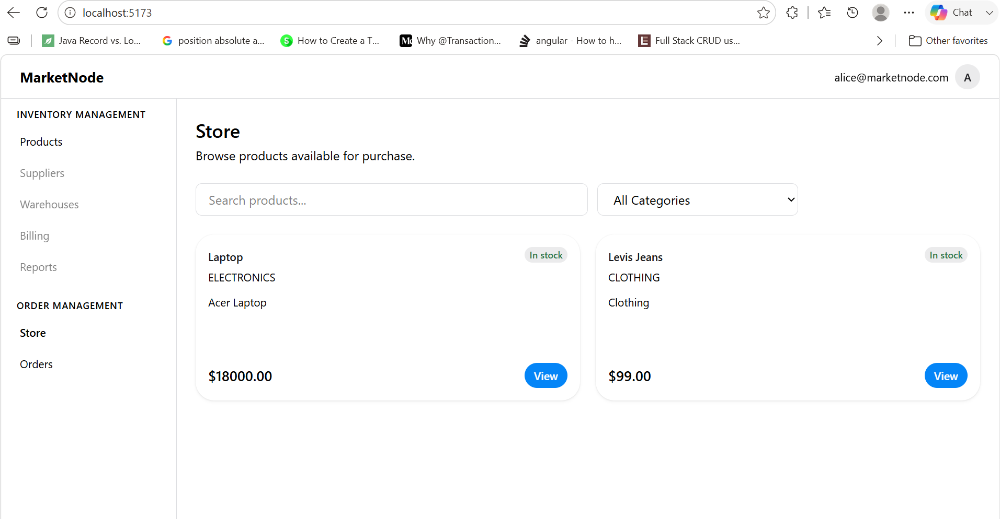 localhost:5173
Chat
Java Record vs. Lo...
position absolute a...
How to Create a T...
Why @Transaction...
angular - How to h...
Full Stack CRUD us...
Other favorites
MarketNode
alice@marketnode.com
A
INVENTORY MANAGEMENT
Products
Suppliers
Warehouses
Billing
Reports
ORDER MANAGEMENT
Store
Orders
Store
Browse products available for purchase.
Search products...
All Categories
Laptop
In stock
ELECTRONICS
Acer Laptop
$18000.00
View
Levis Jeans
In stock
CLOTHING
Clothing
$99.00
View